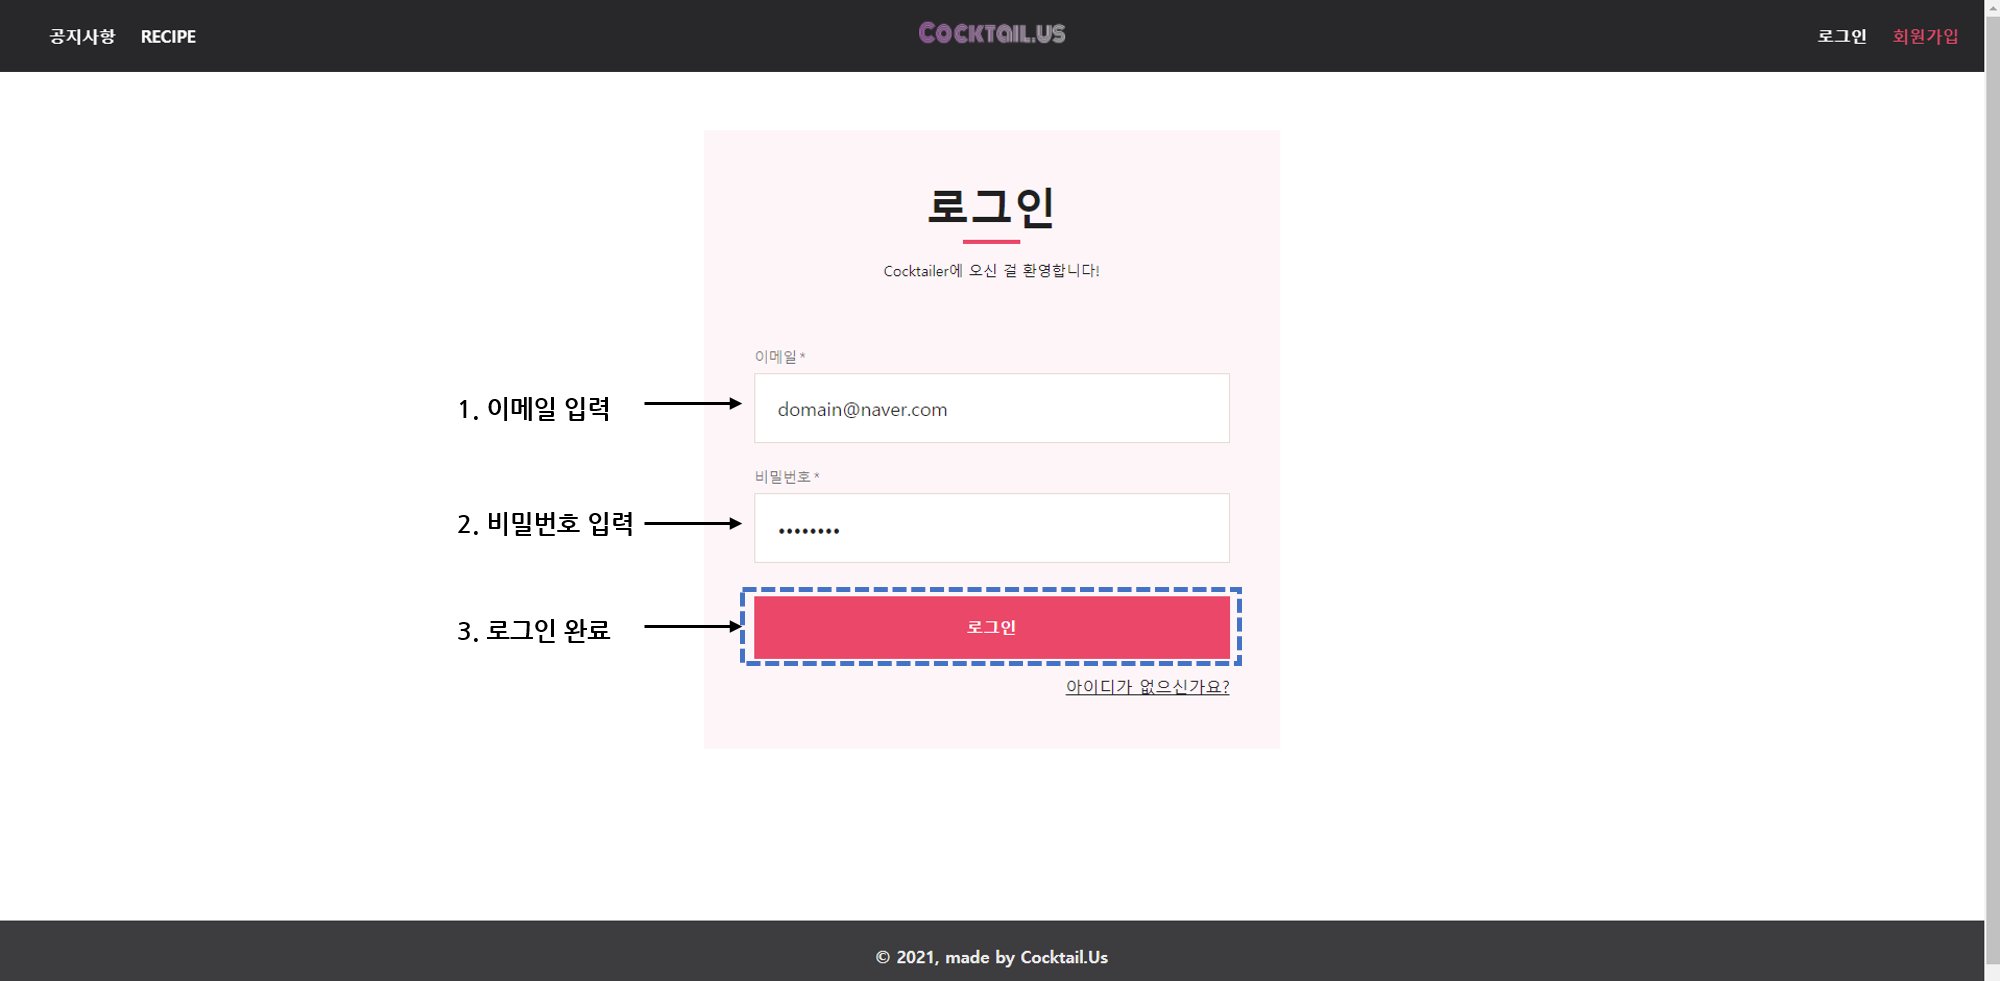 공지사항 RECIPE COCKTAIL.US 로그인 회원가입
로그인
Cocktailer에 오신 걸 환영합니다!
이메일 *
1. 이메일 입력 domain@naver.com
비밀번호 *
2. 비밀번호 입력 ••••••••
3. 로그인 완료 로그인
아이디가 없으신가요?
© 2021, made by Cocktail.Us